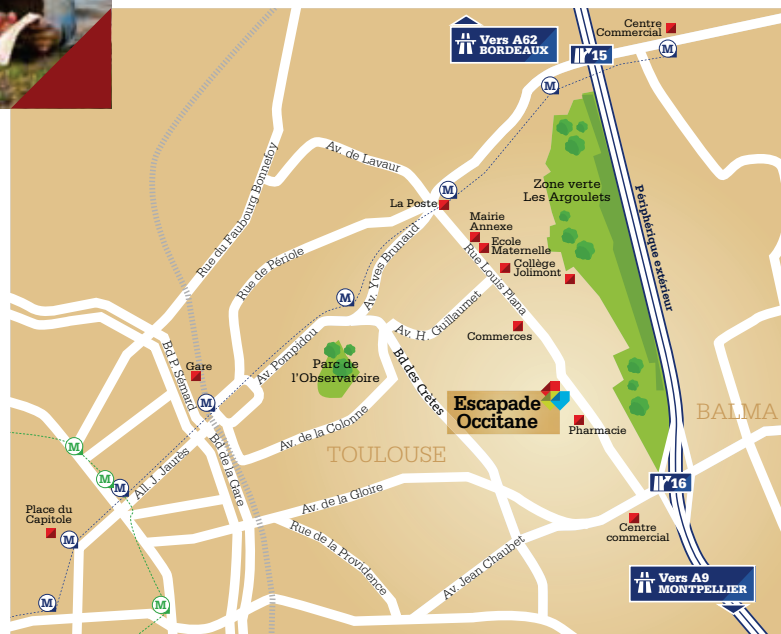 Vers A62
BORDEAUX
Centre
Commercial
M
15
M
Av. de Lavaur
M
La Poste
Zone verte
Les Argoulets
Périphérique extérieur
Mairie
Annexe
Ecole
Maternelle
Collège
Jolimont
Rue du Faubourg Bonnefoy
Rue de Périole
Av. Yves Brunaud
Rue Louis Plana
M
Av. H. Guillaumet
Commerces
Bd P. Sémard
Gare
Av. Pompidou
Parc de
l'Observatoire
Bd des Crêtes
M
Escapade
Occitane
Pharmacie
BALMA
Av. de la Colonne
TOULOUSE
M
M
M
All. J. Jaurès
Bd de la Gare
16
Av. de la Gloire
Place du
Capitole
M
Rue de la Providence
Av. Jean Chaubet
Centre
commercial
M
M
Vers A9
MONTPELLIER